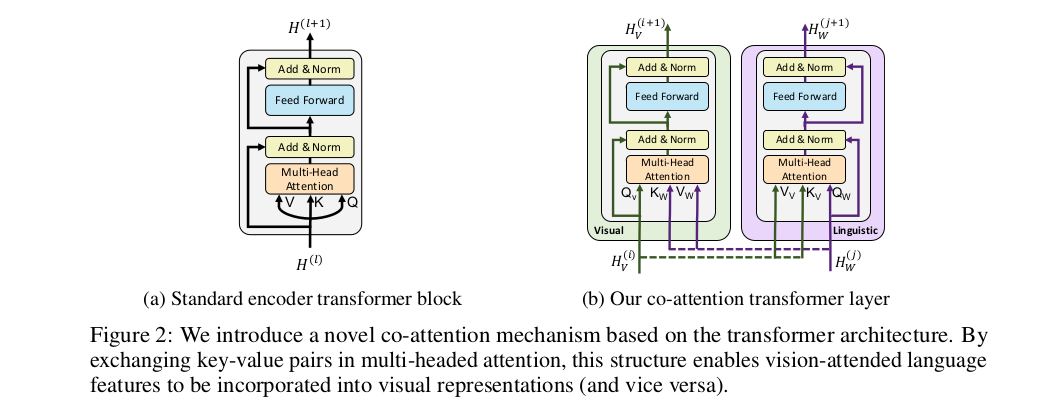 H^(l+1)
Add & Norm
Feed Forward
Add & Norm
Multi-Head
Attention
V K Q
H^(l)
(a) Standard encoder transformer block
H_V^(i+1) H_W^(j+1)
Add & Norm Add & Norm
Feed Forward Feed Forward
Add & Norm Add & Norm
Multi-Head Multi-Head
Attention Attention
Q_V K_W V_W V_V K_V Q_W
Visual Linguistic
H_V^(i) H_W^(j)
(b) Our co-attention transformer layer
Figure 2: We introduce a novel co-attention mechanism based on the transformer architecture. By
exchanging key-value pairs in multi-headed attention, this structure enables vision-attended language
features to be incorporated into visual representations (and vice versa).